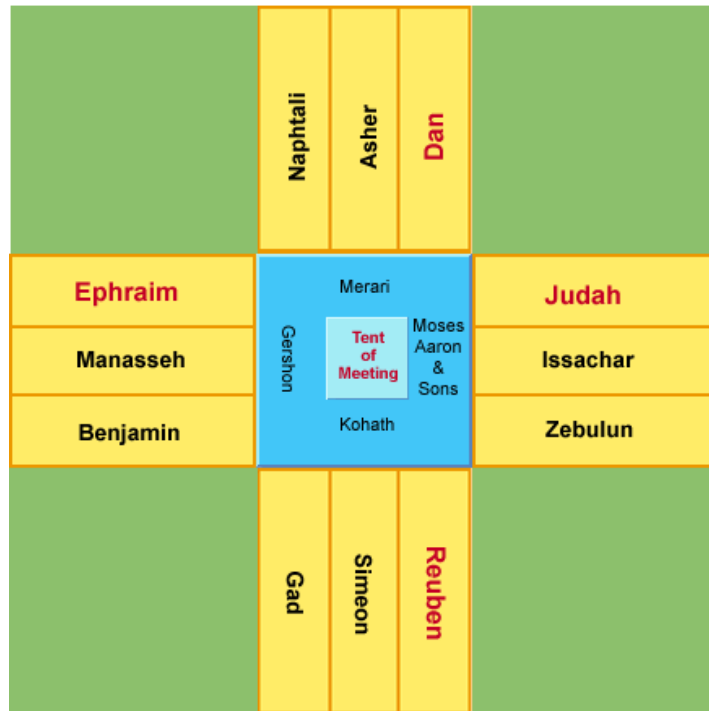 Naphtali
Asher
Dan
Ephraim
Manasseh
Benjamin
Merari
Gershon
Tent
of
Meeting
Moses
Aaron
&
Sons
Kohath
Judah
Issachar
Zebulun
Gad
Simeon
Reuben